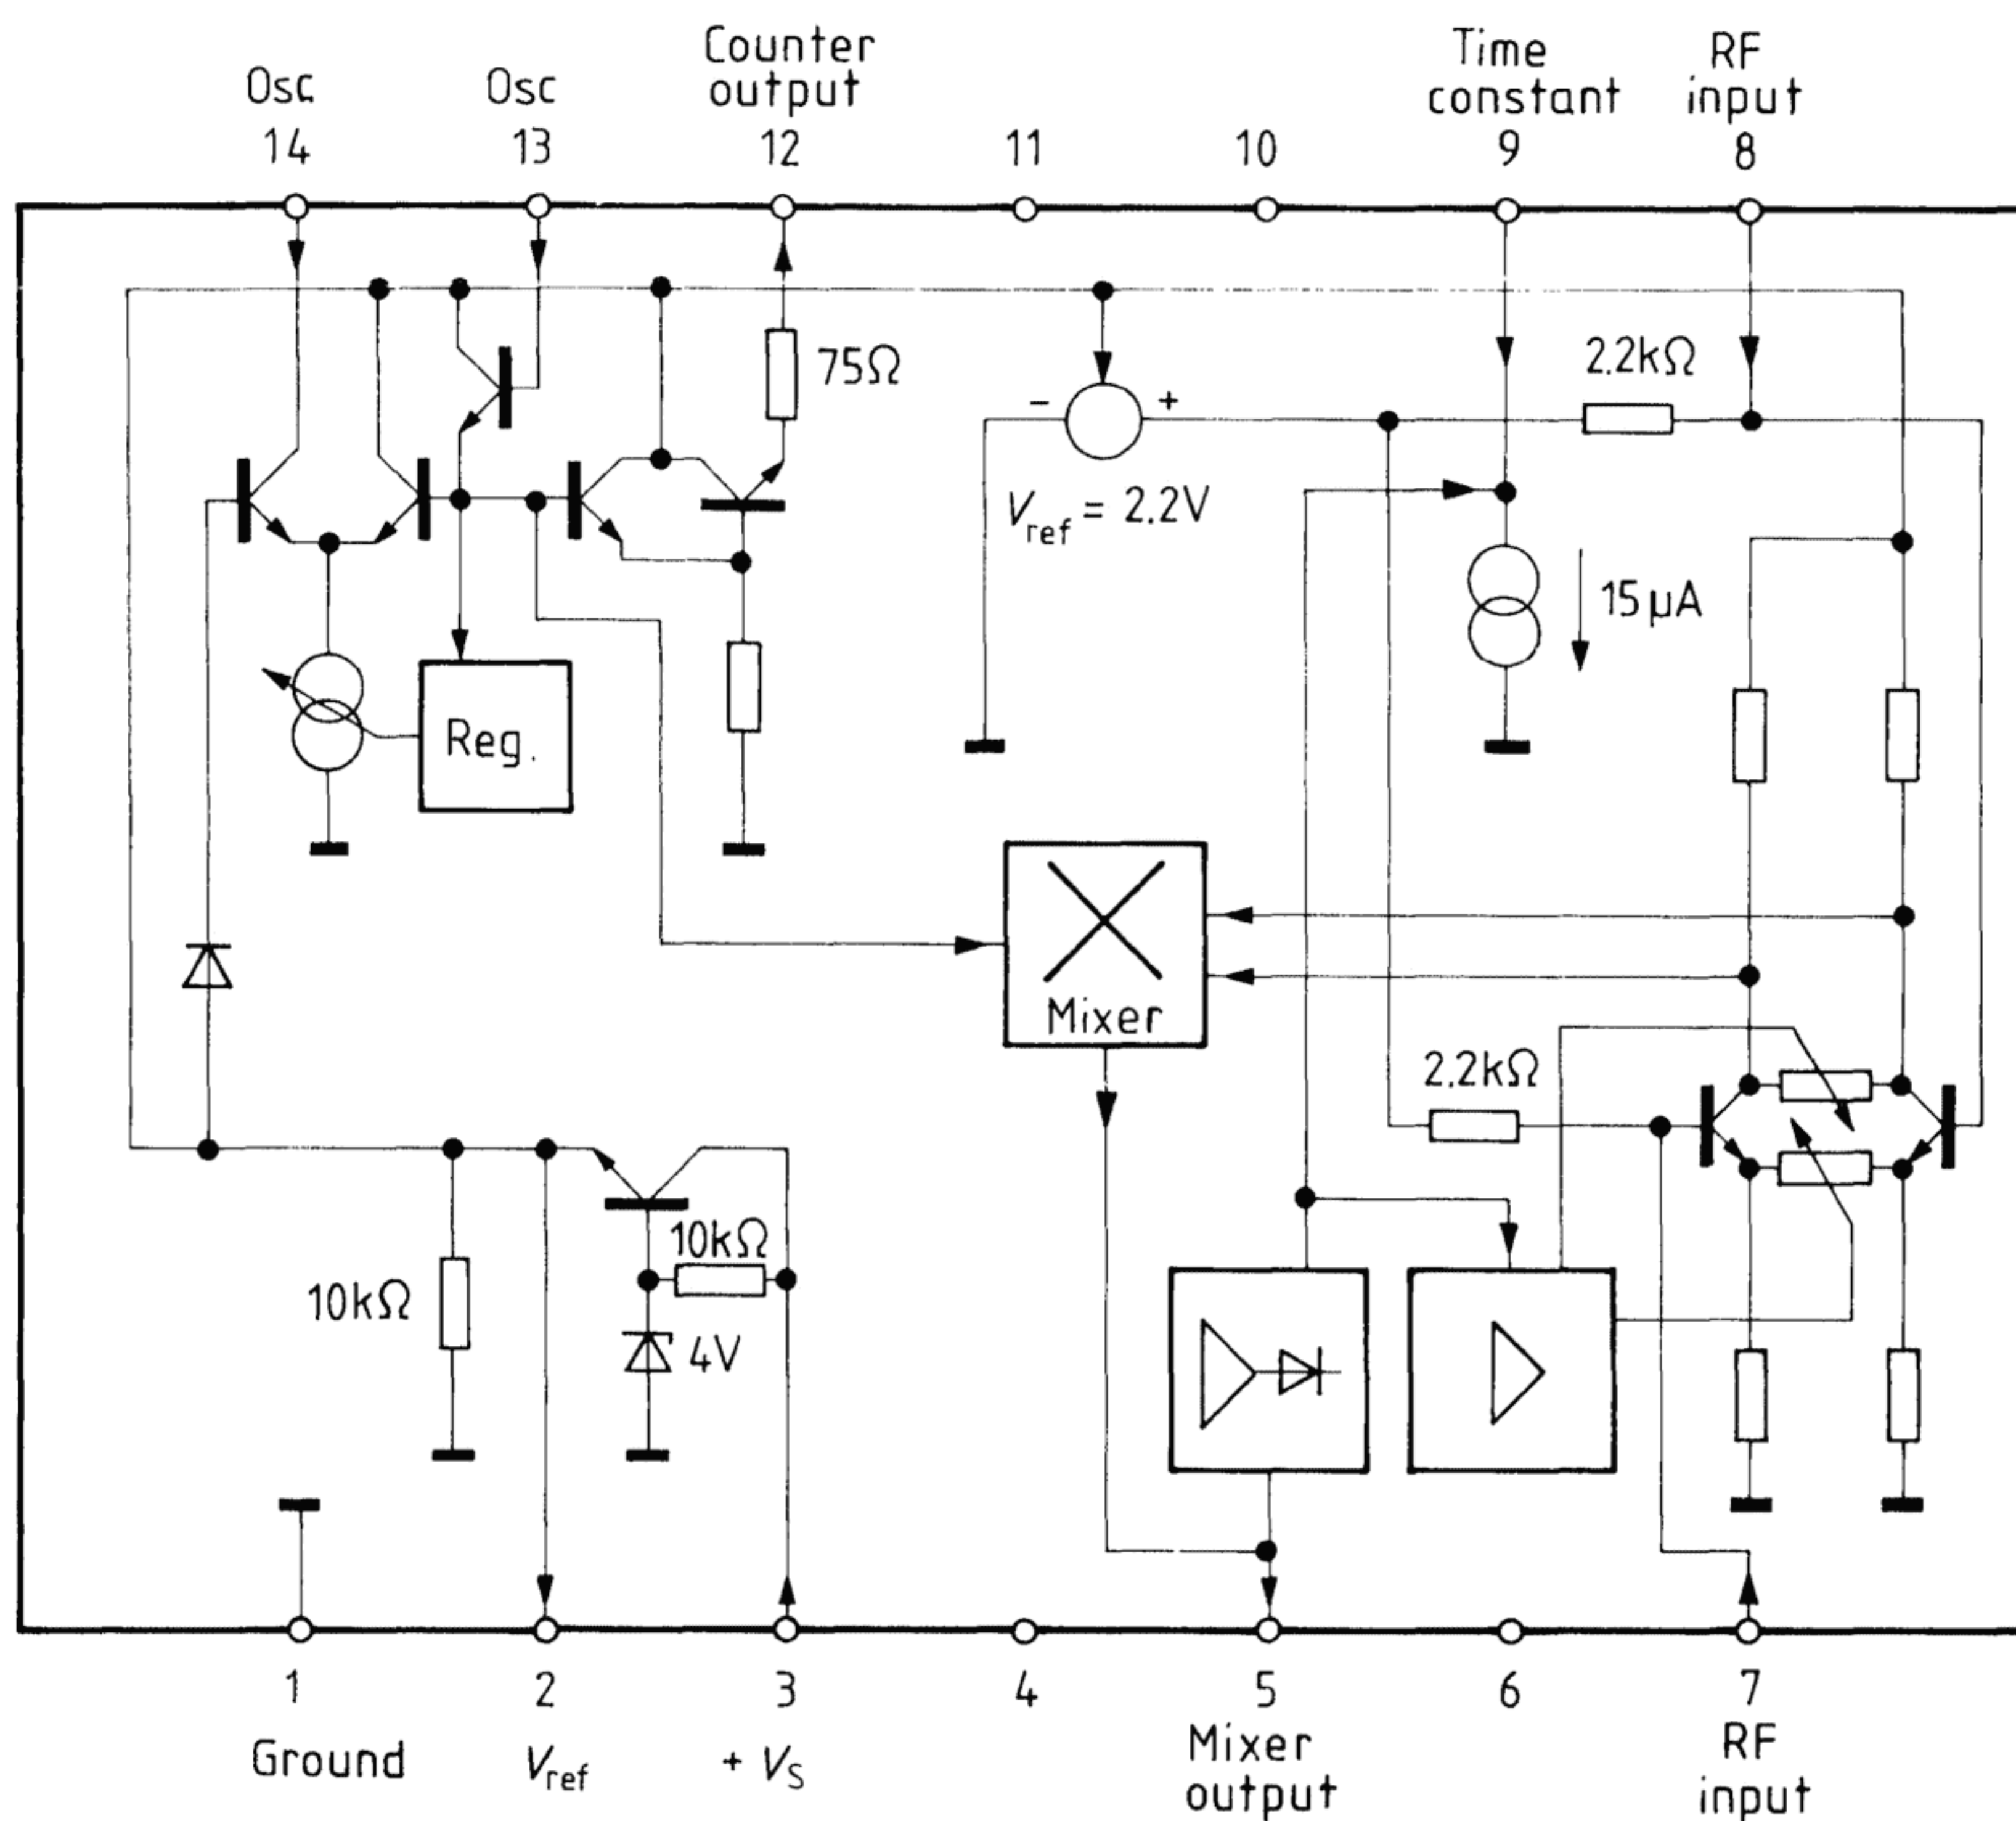 Osc
Osc
Counter
output
Time
constant
RF
input
14
13
12
11
10
9
8
75Ω
2.2kΩ
- +
Vref = 2.2V
15µA
Reg.
Mixer
2.2kΩ
10kΩ
10kΩ
4V
1
2
3
4
5
6
7
Ground
Vref
+ VS
Mixer
output
RF
input